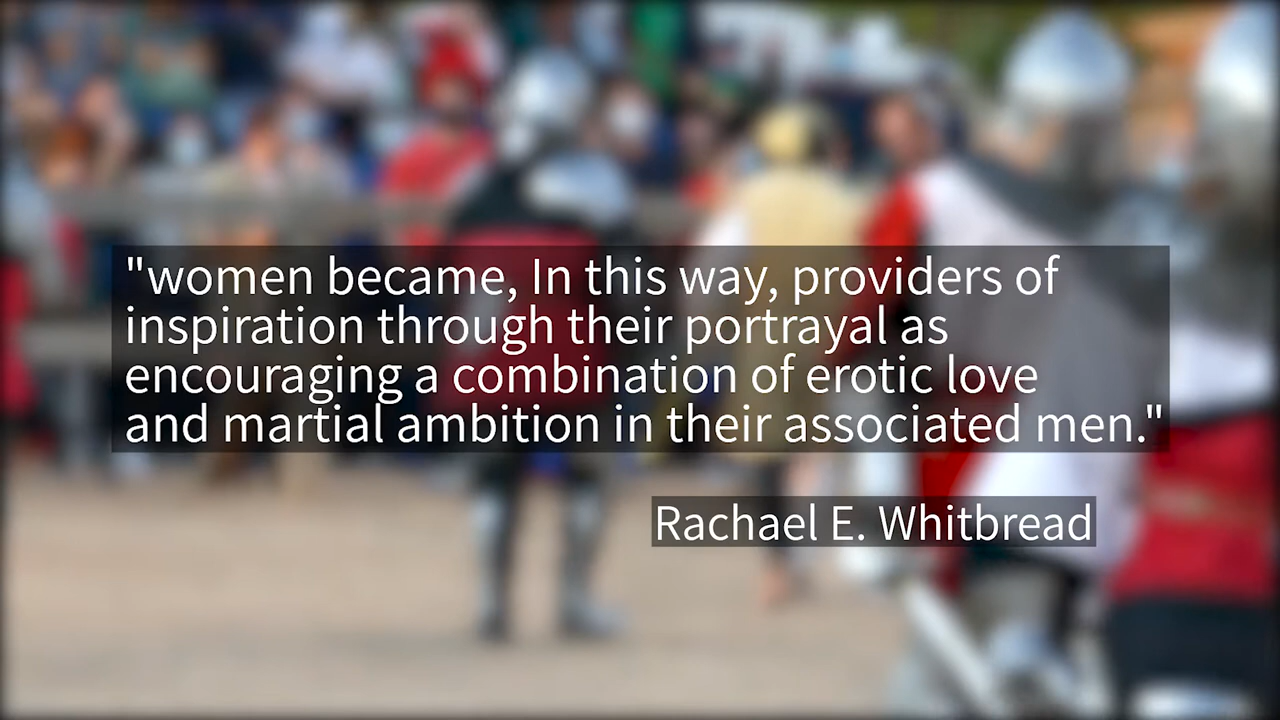 "women became, In this way, providers of
inspiration through their portrayal as
encouraging a combination of erotic love
and martial ambition in their associated men."
Rachael E. Whitbread